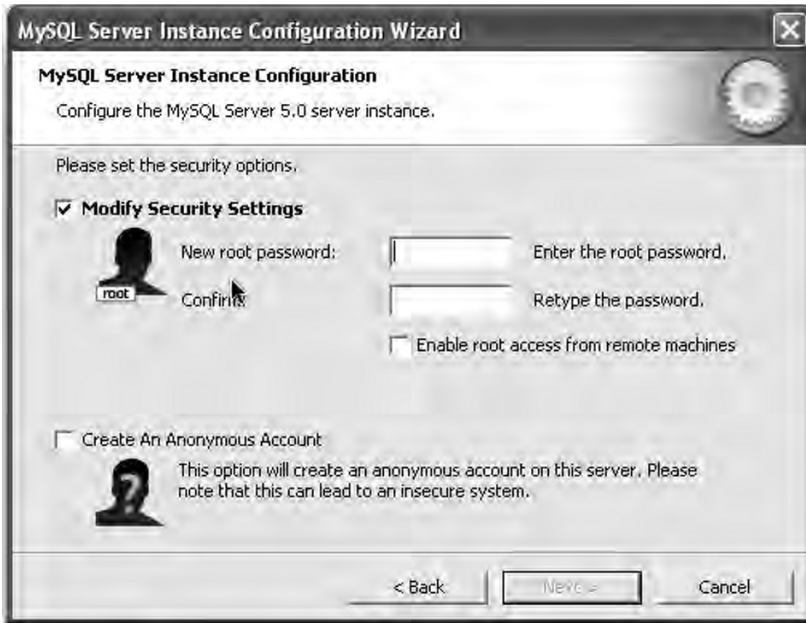 MySQL Server Instance Configuration Wizard
MySQL Server Instance Configuration
Configure the MySQL Server 5.0 server instance.
Please set the security options.
Modify Security Settings
New root password: Enter the root password.
root
Confirm: Retype the password.
Enable root access from remote machines
Create An Anonymous Account
This option will create an anonymous account on this server. Please
note that this can lead to an insecure system.
?
< Back Next > Cancel